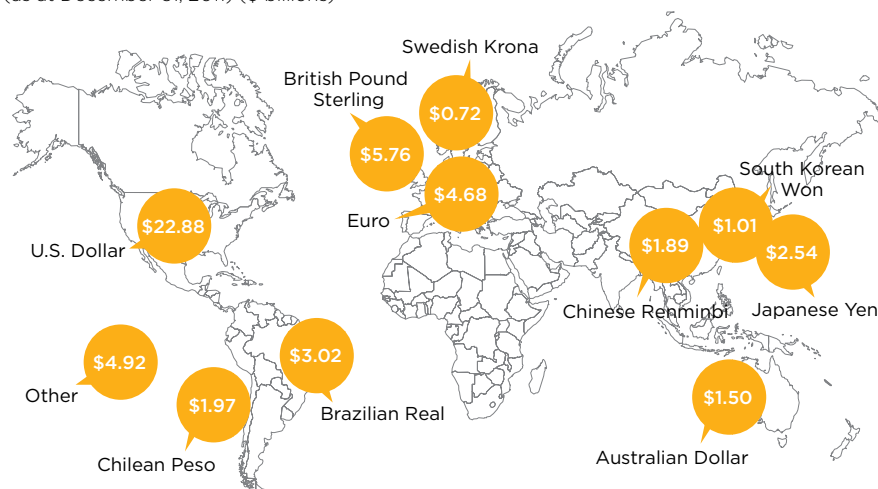 Swedish Krona
British Pound
Sterling
$0.72
$5.76
South Korean
Won
$4.68
Euro
$22.88
U.S. Dollar
$1.01
$1.89
$2.54
Chinese Renminbi
Japanese Yen
$4.92
Other
$3.02
Brazilian Real
$1.97
Chilean Peso
$1.50
Australian Dollar